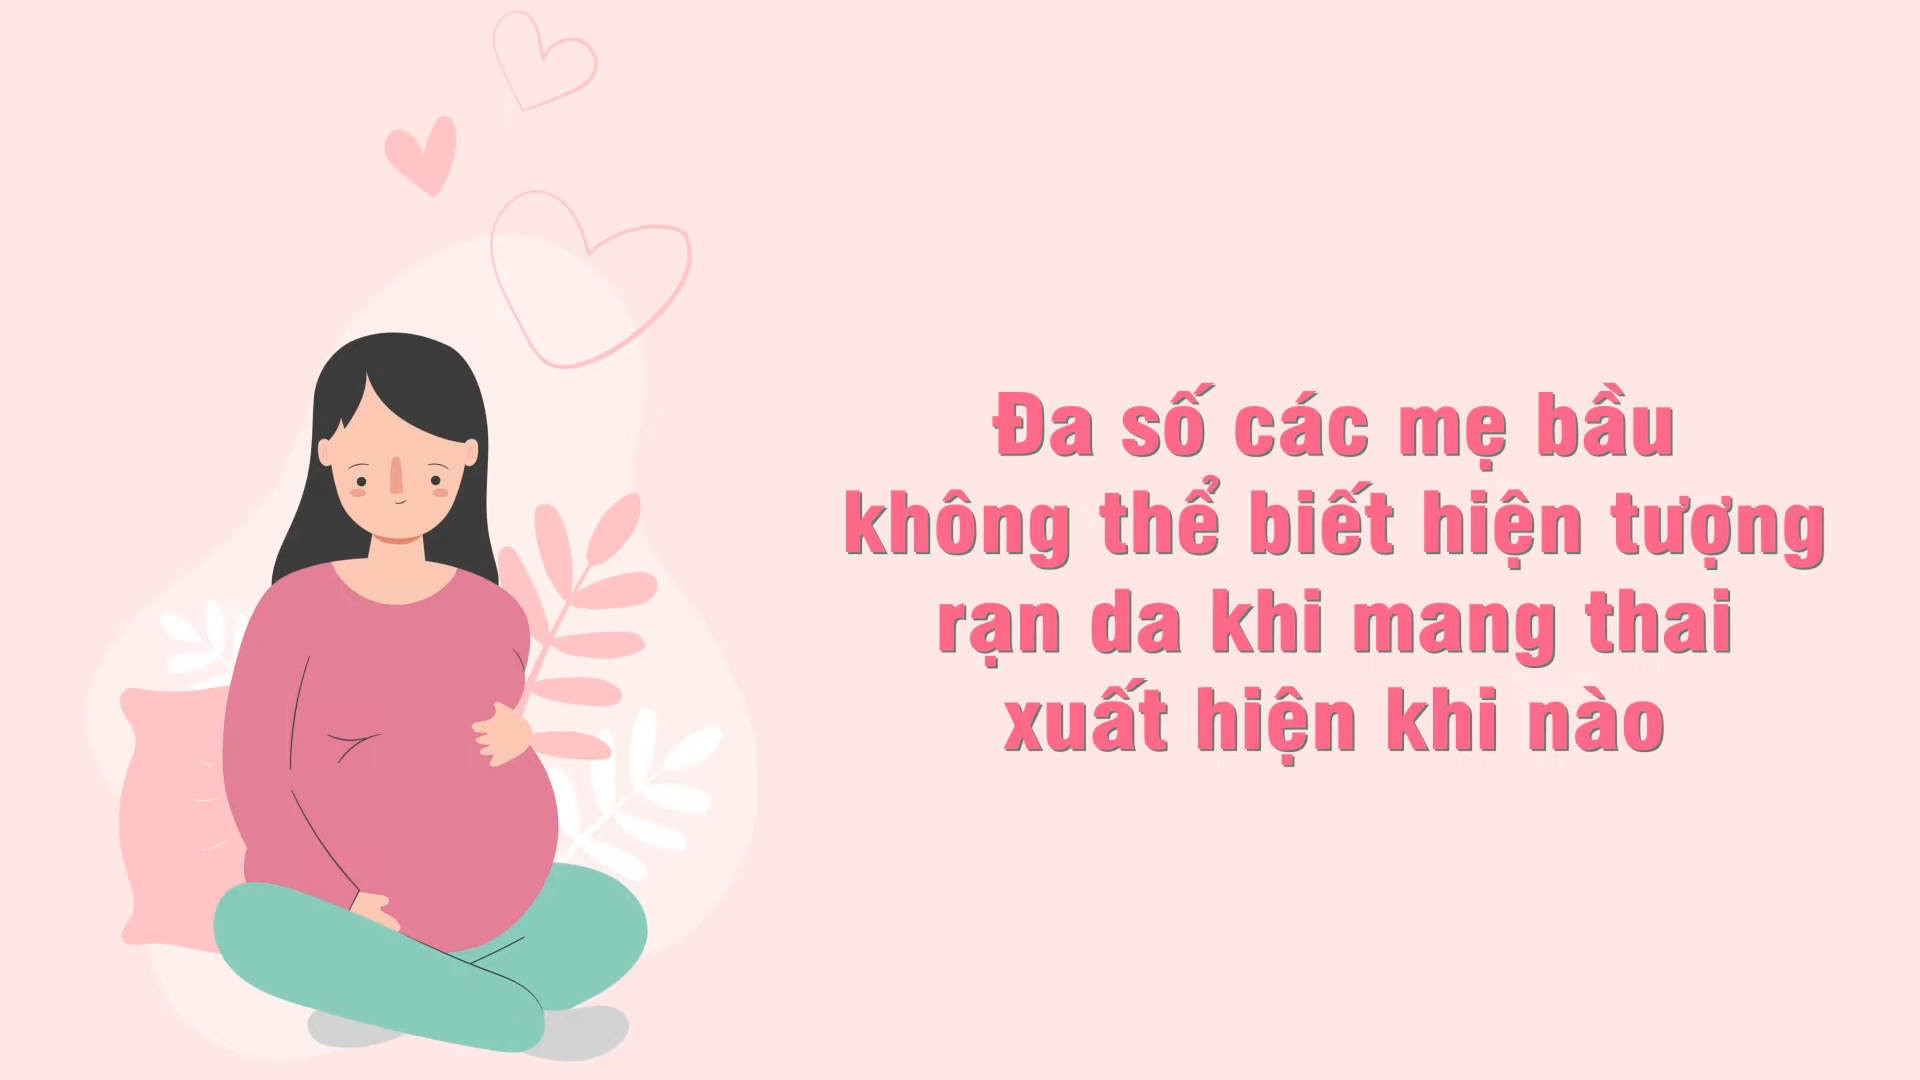 Đa số các mẹ bầu
không thể biết hiện tượng
rạn da khi mang thai
xuất hiện khi nào